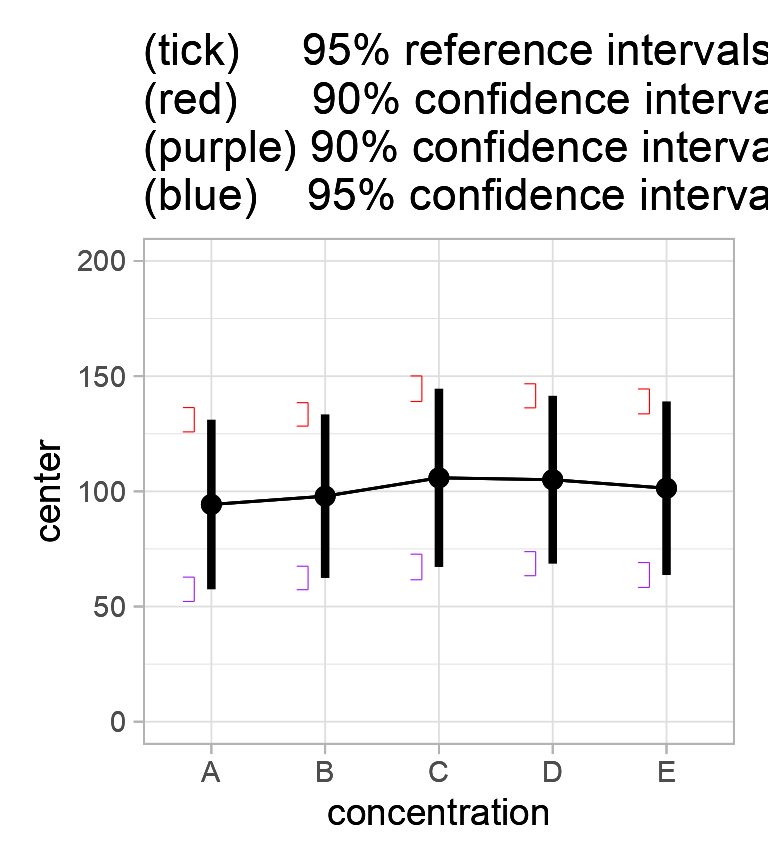 (tick) 95% reference intervals
(red) 90% confidence interva
(purple) 90% confidence interva
(blue) 95% confidence interva
200
150
100
50
0
center
A B C D E
concentration